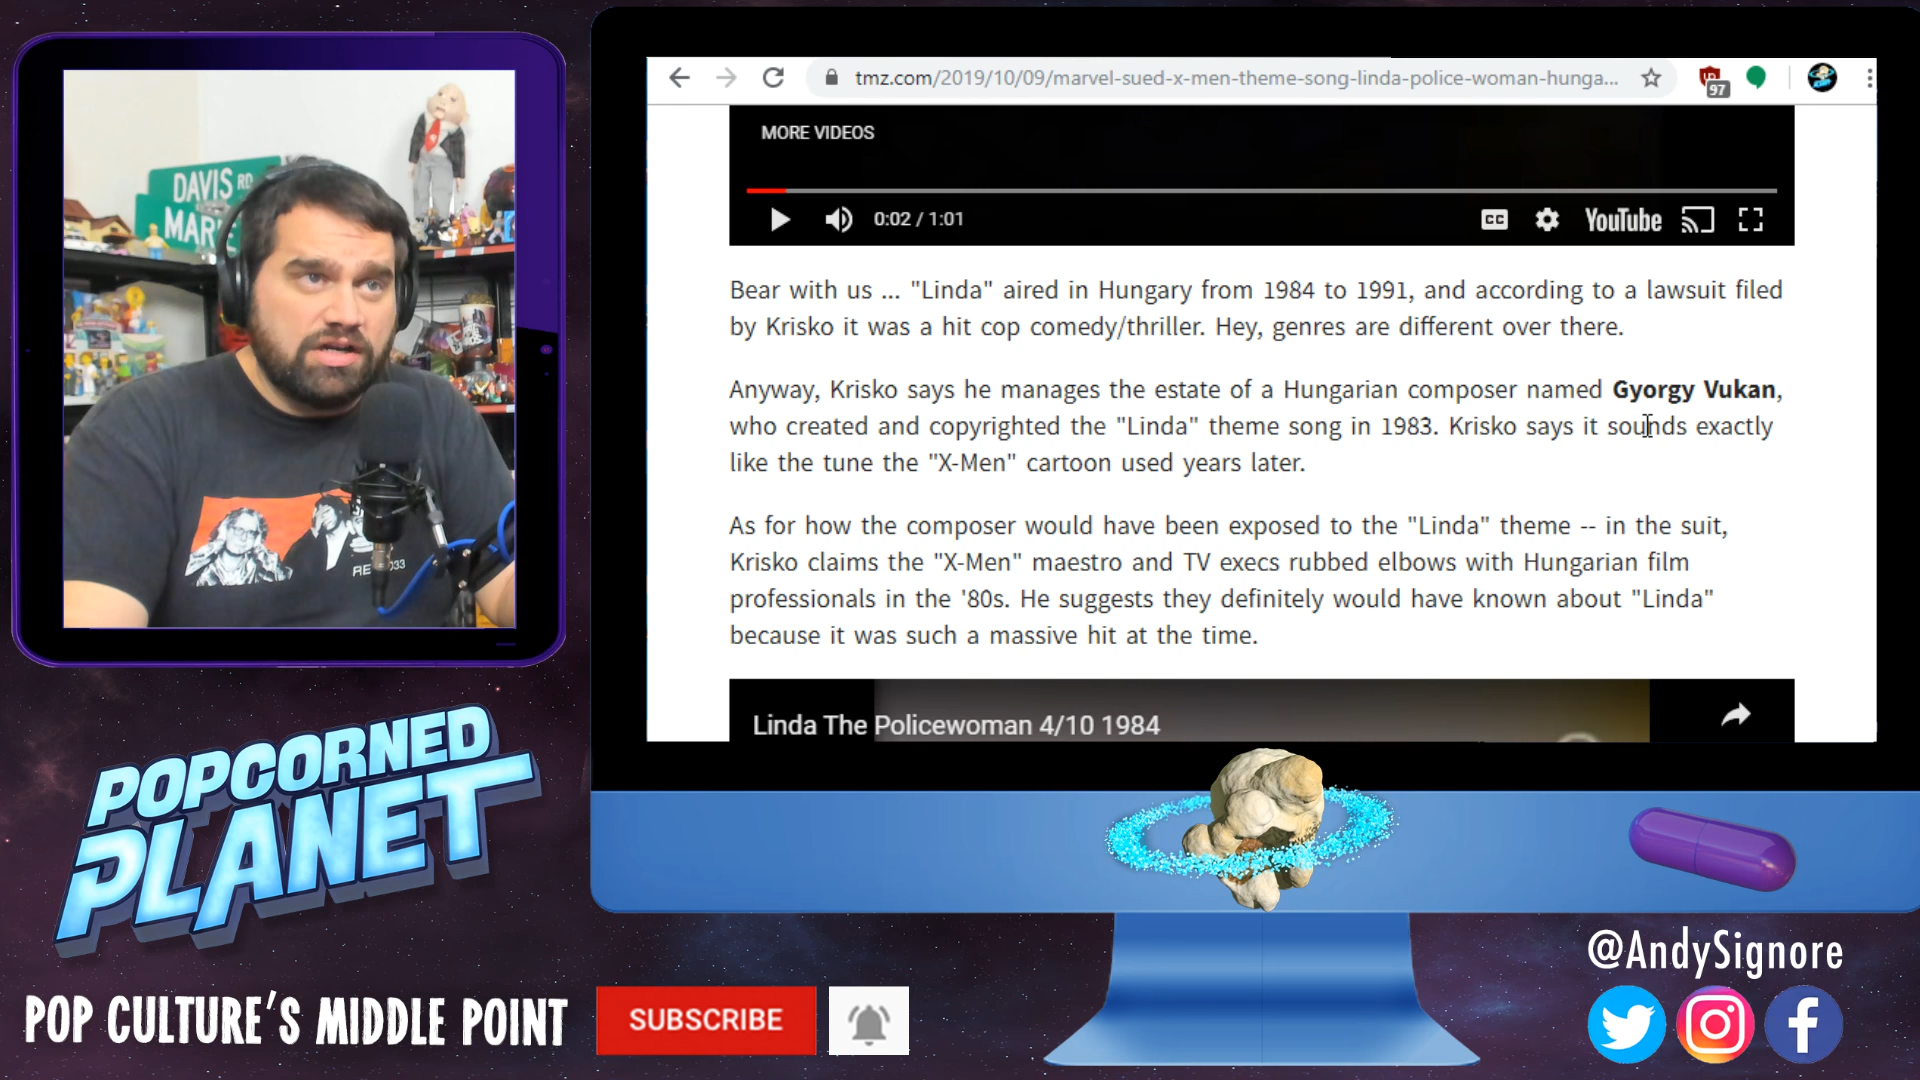 DAVIS RD
tmz.com/2019/10/09/marvel-sued-x-men-theme-song-linda-police-woman-hunga...
97
MORE VIDEOS
0:02 / 1:01
CC
YouTube
Bear with us ... "Linda" aired in Hungary from 1984 to 1991, and according to a lawsuit filed
by Krisko it was a hit cop comedy/thriller. Hey, genres are different over there.
Anyway, Krisko says he manages the estate of a Hungarian composer named Gyorgy Vukan,
who created and copyrighted the "Linda" theme song in 1983. Krisko says it sounds exactly
like the tune the "X-Men" cartoon used years later.
As for how the composer would have been exposed to the "Linda" theme -- in the suit,
Krisko claims the "X-Men" maestro and TV execs rubbed elbows with Hungarian film
professionals in the '80s. He suggests they definitely would have known about "Linda"
because it was such a massive hit at the time.
Linda The Policewoman 4/10 1984
POPCORNED
PLANET
POP CULTURE'S MIDDLE POINT
SUBSCRIBE
@AndySignore